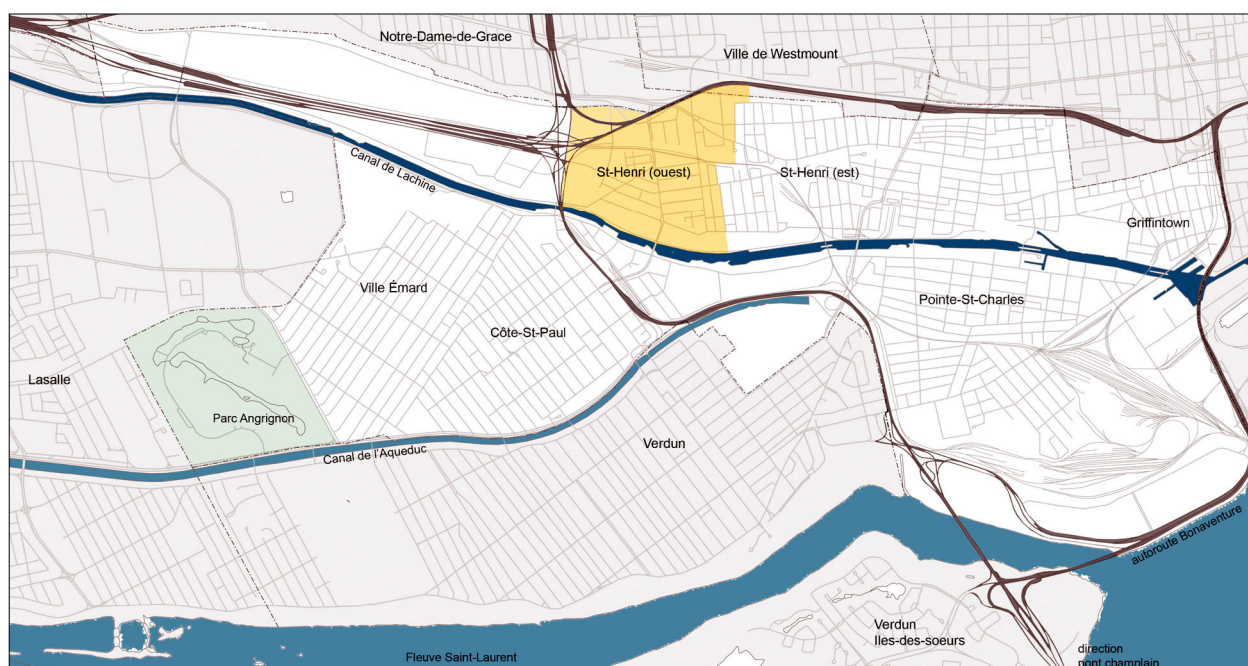 Notre-Dame-de-Grace
Ville de Westmount
Canal de Lachine
St-Henri (ouest)
St-Henri (est)
Griffintown
Ville Émard
Pointe-St-Charles
Côte-St-Paul
Lasalle
Parc Angrignon
Verdun
Canal de l'Aqueduc
autoroute Bonaventure
Verdun
Iles-des-soeurs
Fleuve Saint-Laurent
direction
pont champlain